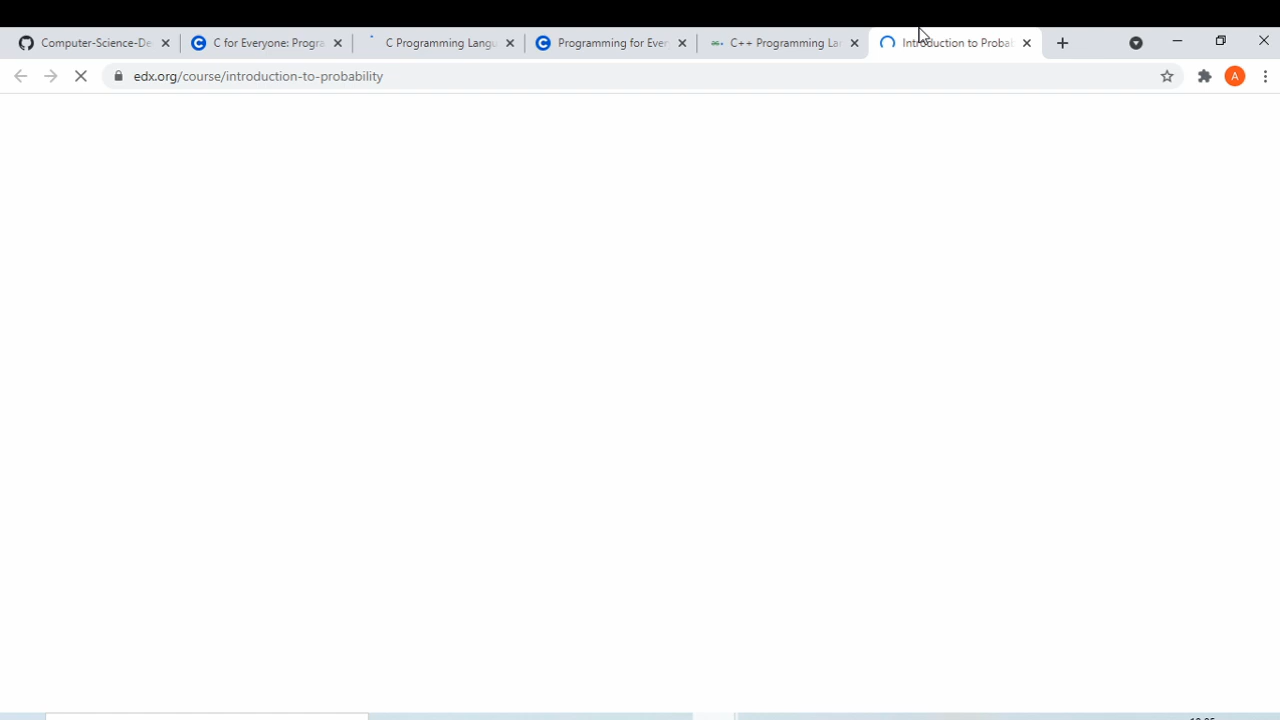 Computer-Science-De
C for Everyone: Progra
C Programming Langu
Programming for Ever
C++ Programming La
Introduction to Probab
edx.org/course/introduction-to-probability
A